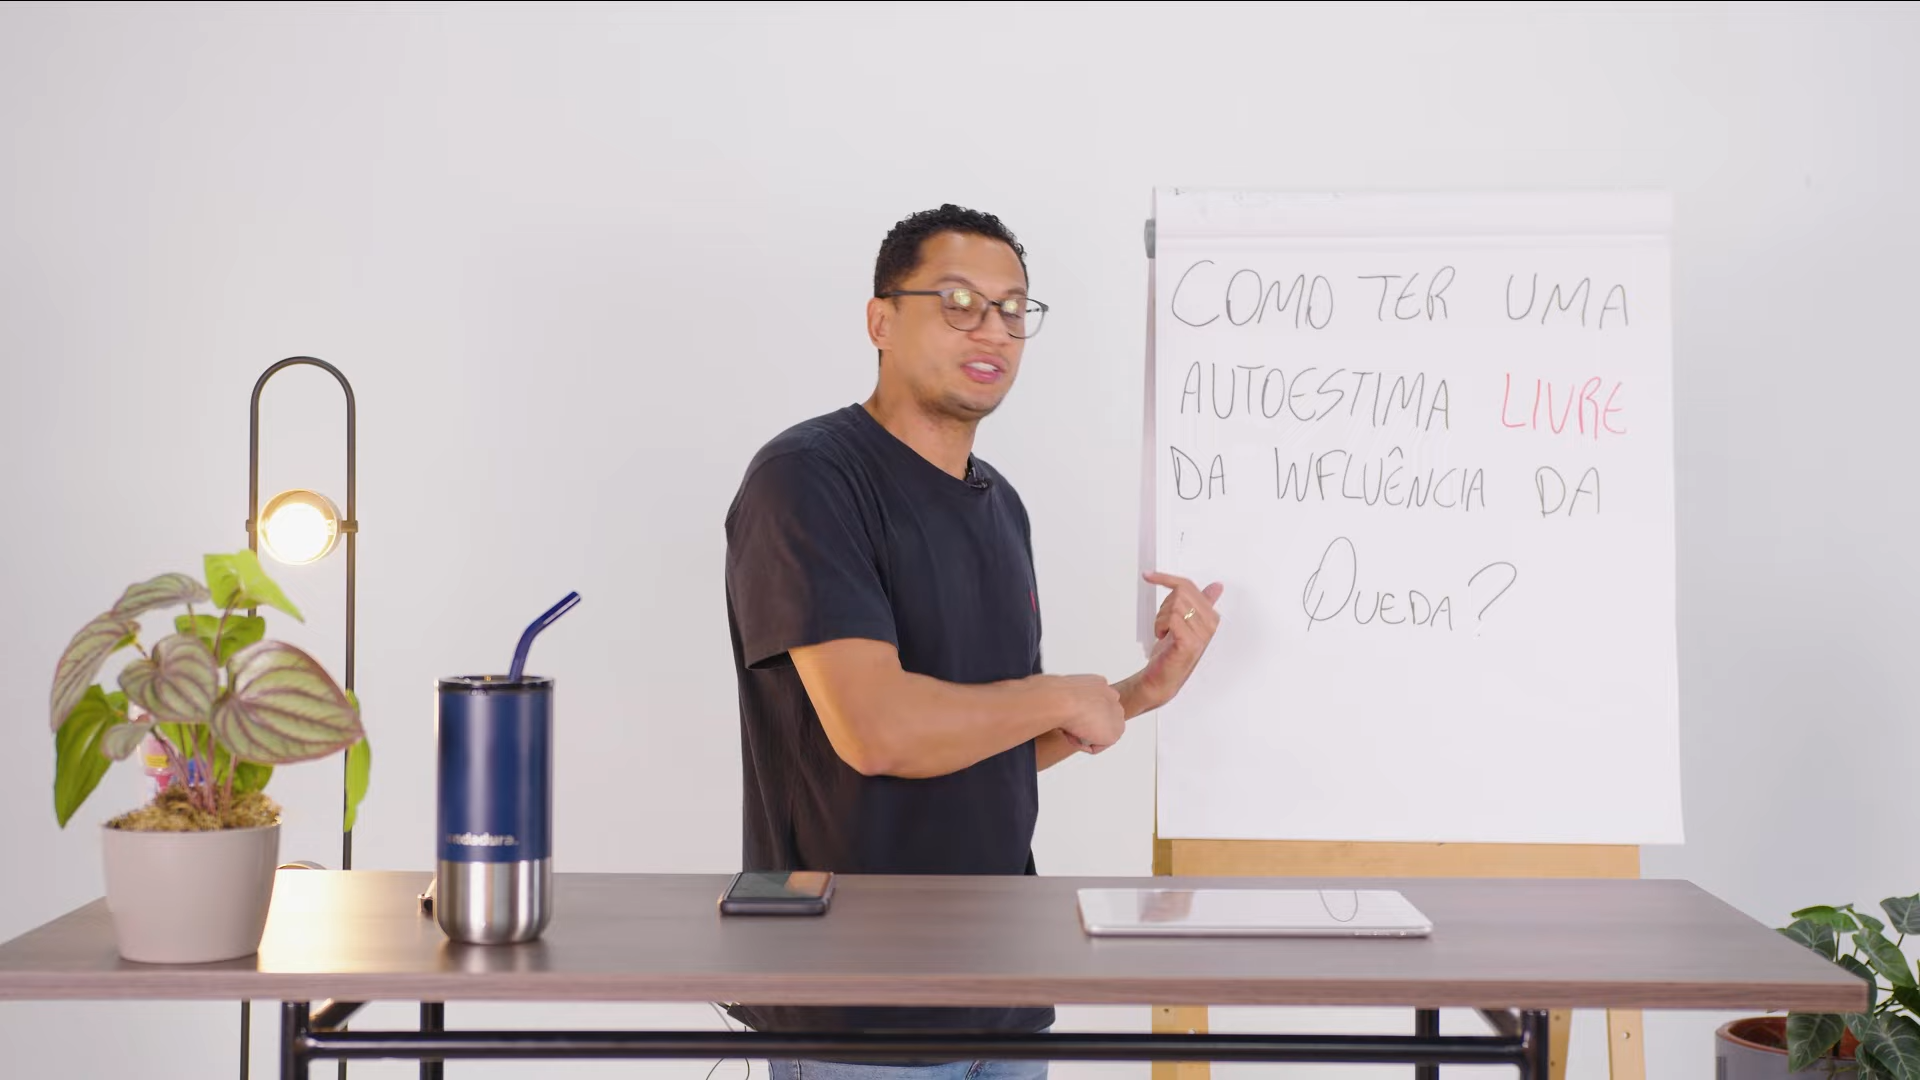 COMO TER UMA
AUTOESTIMA LIVRE
DA INFLUÊNCIA DA
QUEDA?